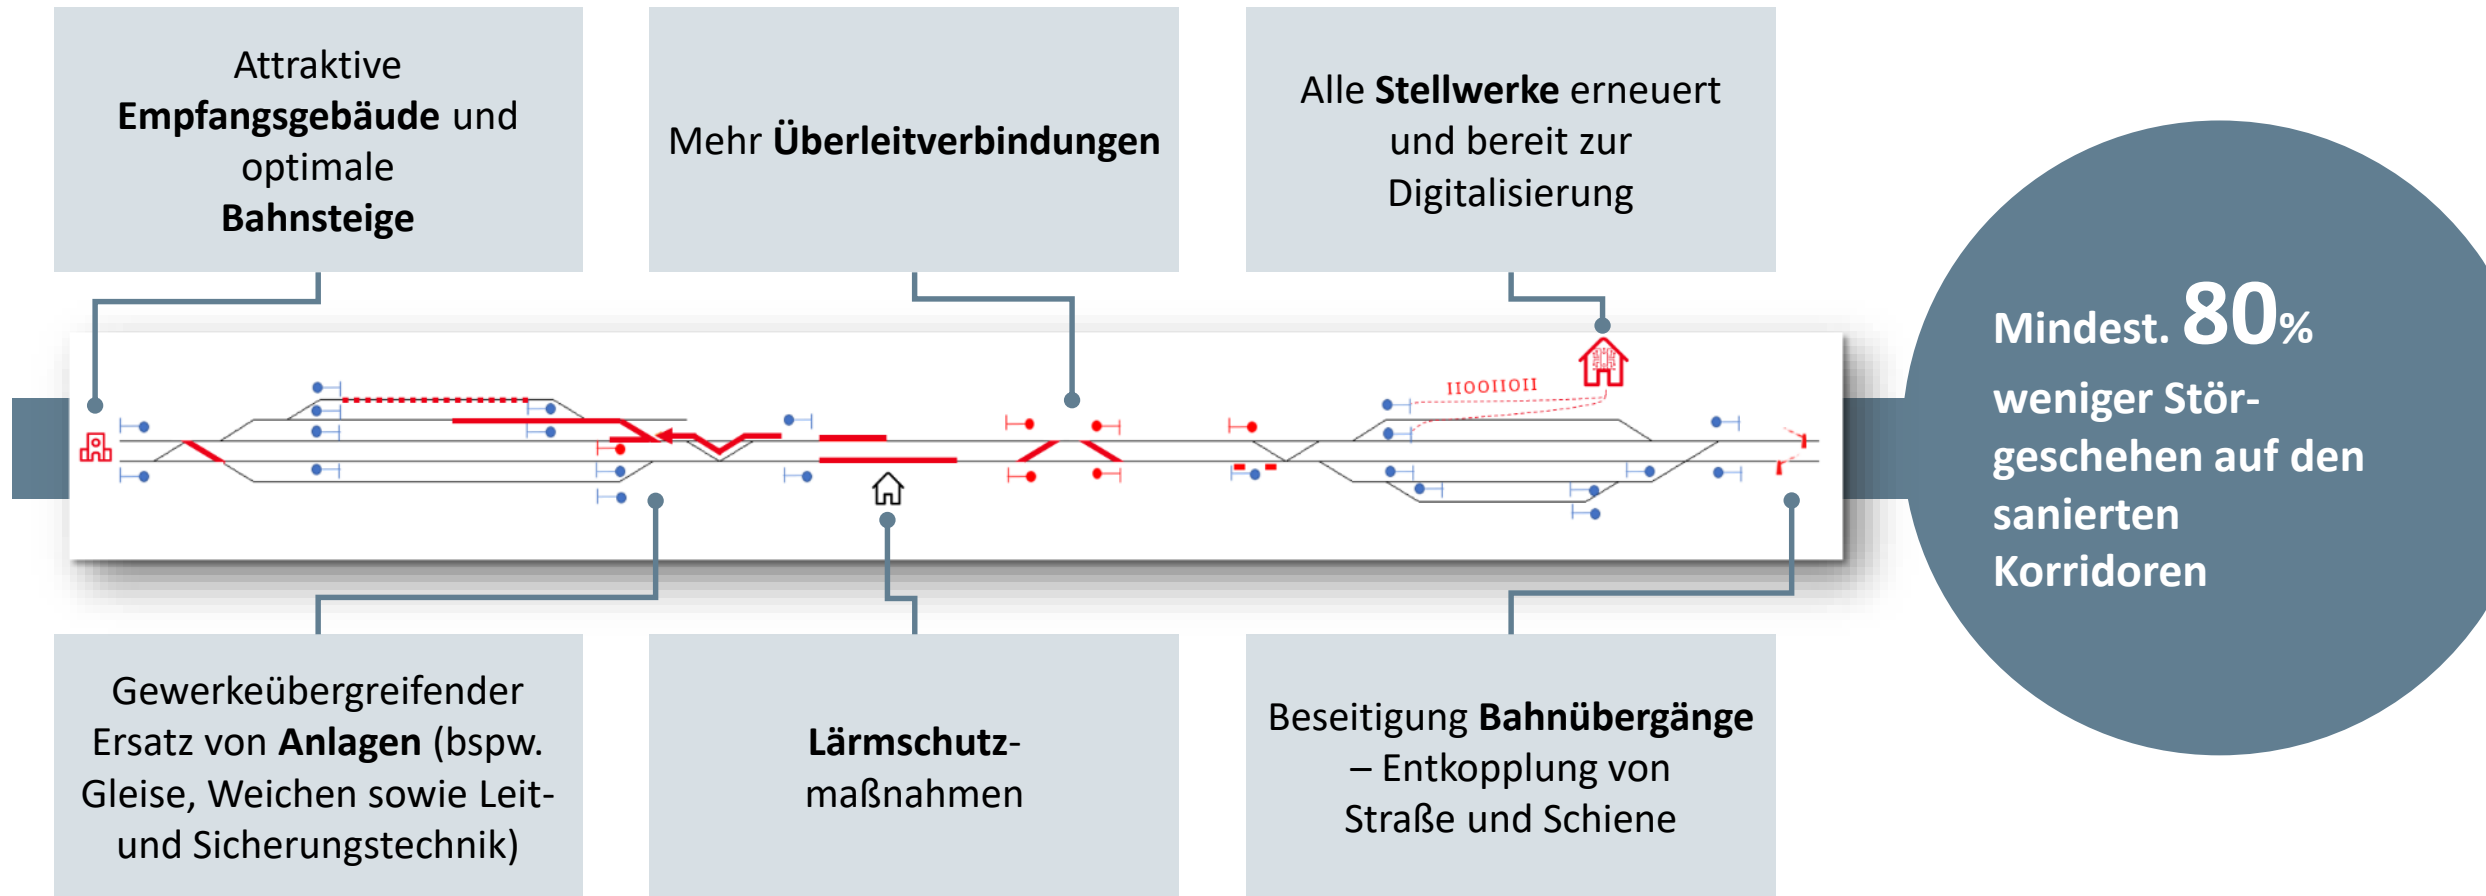 Attraktive
Empfangsgebäude und
optimale
Bahnsteige
Mehr Überleitverbindungen
Alle Stellwerke erneuert
und bereit zur
Digitalisierung
IIOOIIOII
Mindest. 80%
weniger Stör-
geschehen auf den
sanierten
Korridoren
Gewerkeübergreifender
Ersatz von Anlagen (bspw.
Gleise, Weichen sowie Leit-
und Sicherungstechnik)
Lärmschutz-
maßnahmen
Beseitigung Bahnübergänge
– Entkopplung von
Straße und Schiene